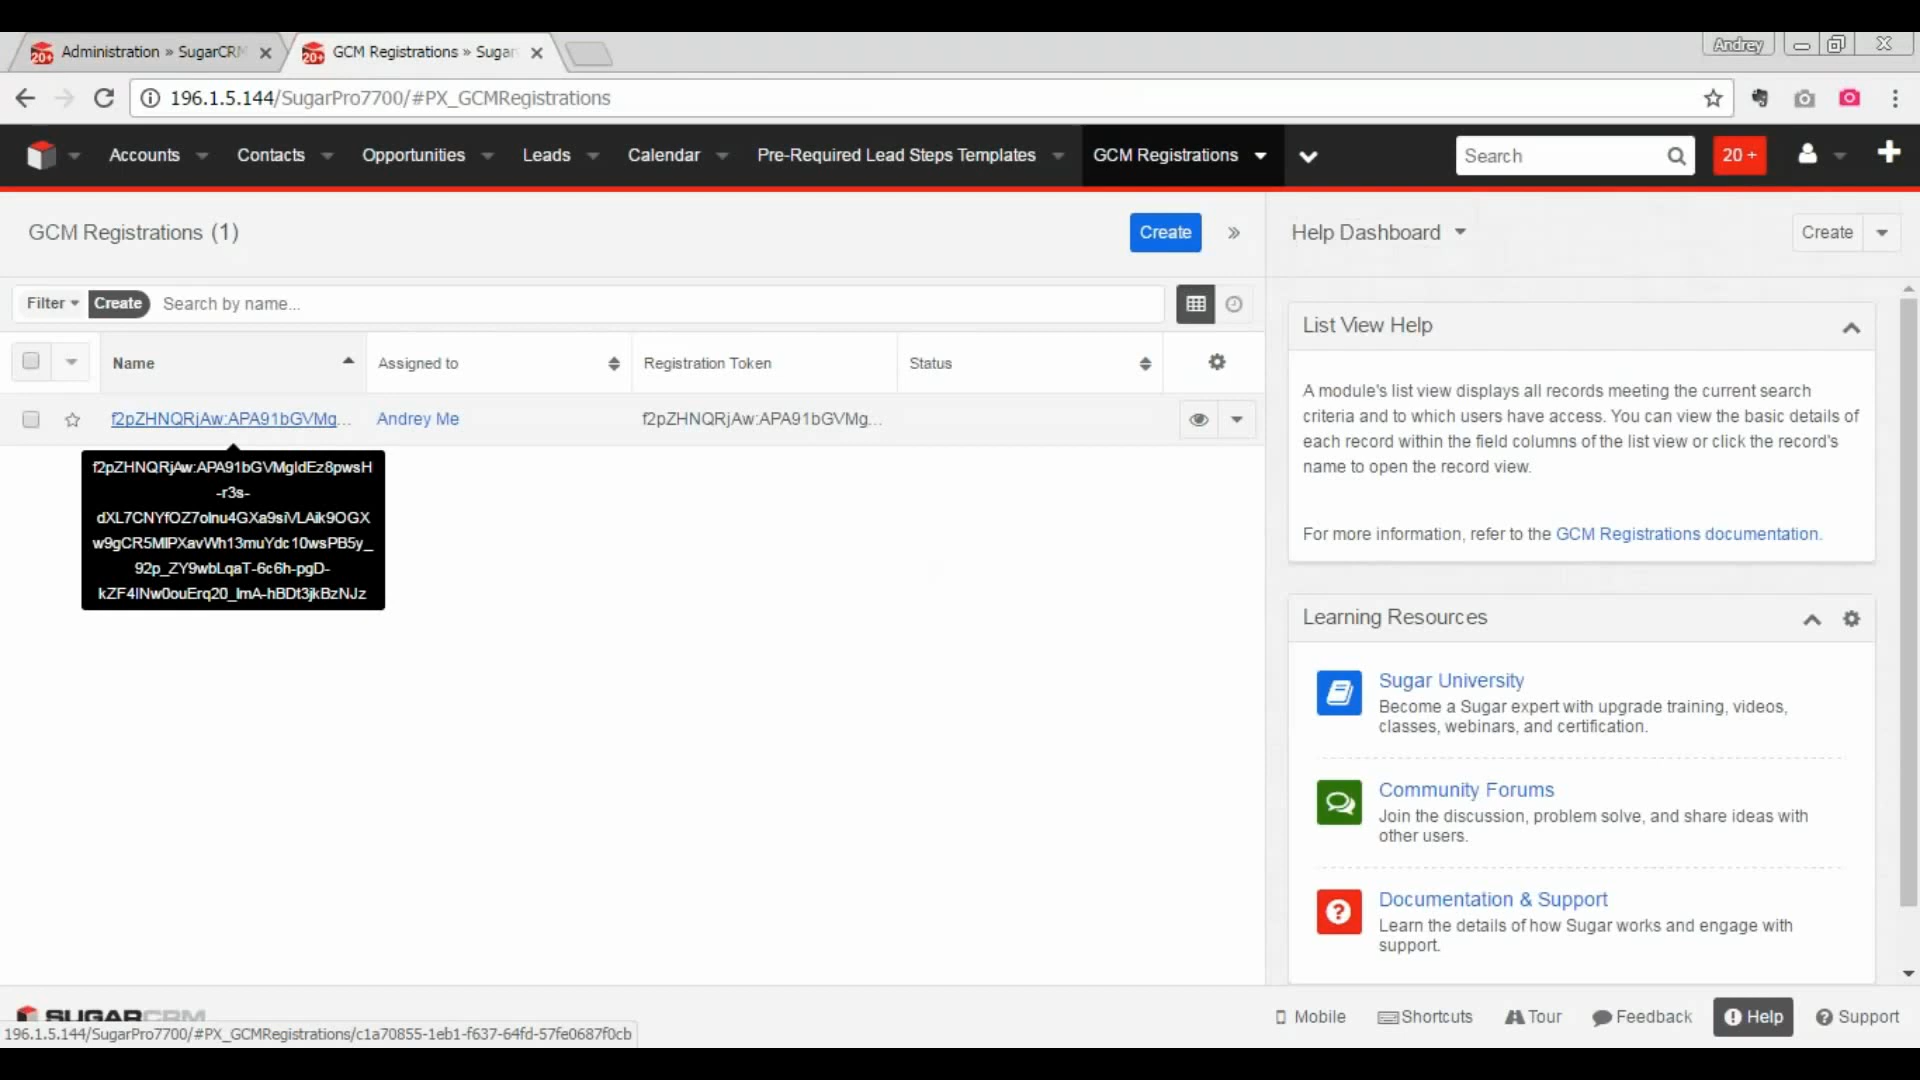 Administration » SugarCRM
GCM Registrations » Sugar
Andrey
196.1.5.144/SugarPro7700/#PX_GCMRegistrations
Accounts
Contacts
Opportunities
Leads
Calendar
Pre-Required Lead Steps Templates
GCM Registrations
Search
20 +
GCM Registrations (1)
Create
Help Dashboard
Create
Filter
Create
Search by name...
Name
Assigned to
Registration Token
Status
f2pZHNQRjAw:APA91bGVMg...
Andrey Me
f2pZHNQRjAw:APA91bGVMg...
f2pZHNQRjAw:APA91bGVMgIdEz8pwsH
-r3s-
dXL7CNYfOZ7olnu4GXa9siVLAik9OGX
w9gCR5MIPXavWh13muYdc10wsPB5y_
92p_ZY9wbLqaT-6c6h-pgD-
kZF4INw0ouErq20_ImA-hBDt3jkBzNJz
List View Help
A module's list view displays all records meeting the current search
criteria and to which users have access. You can view the basic details of
each record within the field columns of the list view or click the record's
name to open the record view.
For more information, refer to the GCM Registrations documentation.
Learning Resources
Sugar University
Become a Sugar expert with upgrade training, videos,
classes, webinars, and certification.
Community Forums
Join the discussion, problem solve, and share ideas with
other users.
Documentation & Support
Learn the details of how Sugar works and engage with
support.
SUGARCRM
196.1.5.144/SugarPro7700/#PX_GCMRegistrations/c1a70855-1eb1-f637-64fd-57fe0687f0cb
Mobile
Shortcuts
Tour
Feedback
Help
Support